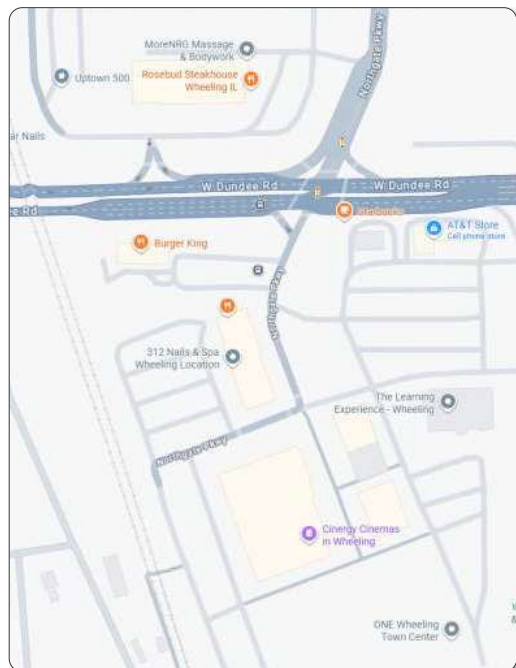 MoreNRG Massage
& Bodywork
Uptown 500
Rosebud Steakhouse
Wheeling IL
Northgate Pkwy
ar Nails
W Dundee Rd
W Dundee Rd
ee Rd
Starbucks
AT&T Store
Cell phone store
Burger King
Northgate Pkwy
312 Nails & Spa
Wheeling Location
The Learning
Experience - Wheeling
Northgate Pkwy
Cinergy Cinemas
in Wheeling
ONE Wheeling
Town Center